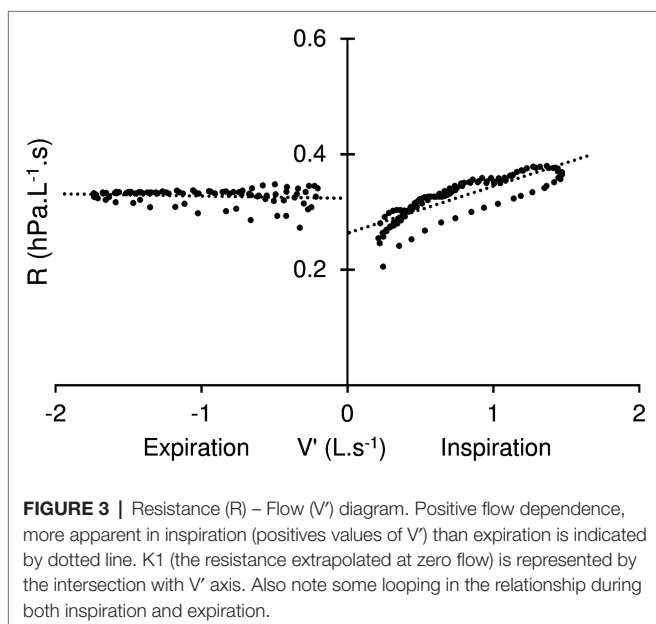 0.6
0.4
0.2
R (hPa.L⁻¹.s)
-2 -1 0 1 2
Expiration V' (L.s⁻¹) Inspiration
FIGURE 3 | Resistance (R) – Flow (V′) diagram. Positive flow dependence,
more apparent in inspiration (positives values of V′) than expiration is indicated
by dotted line. K1 (the resistance extrapolated at zero flow) is represented by
the intersection with V′ axis. Also note some looping in the relationship during
both inspiration and expiration.